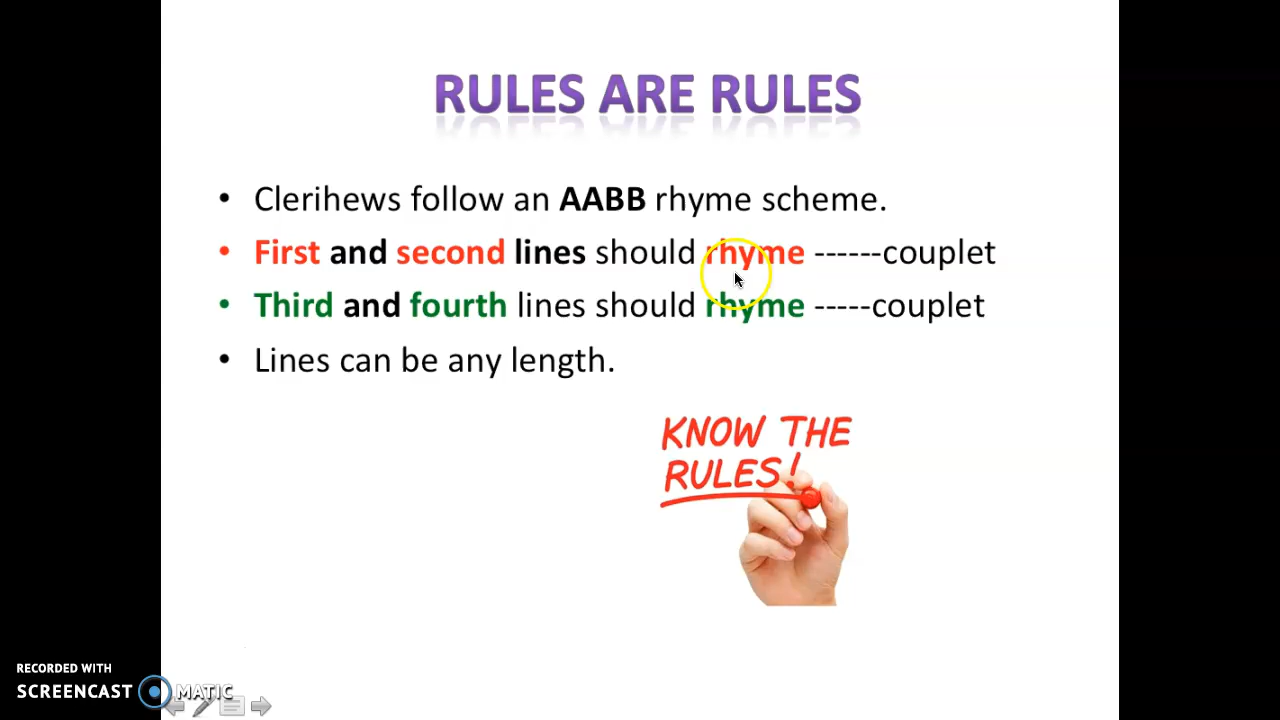 RULES ARE RULES
• Clerihews follow an AABB rhyme scheme.
• First and second lines should rhyme ------couplet
• Third and fourth lines should rhyme -----couplet
• Lines can be any length.
KNOW THE
RULES!
RECORDED WITH
SCREENCAST MATIC